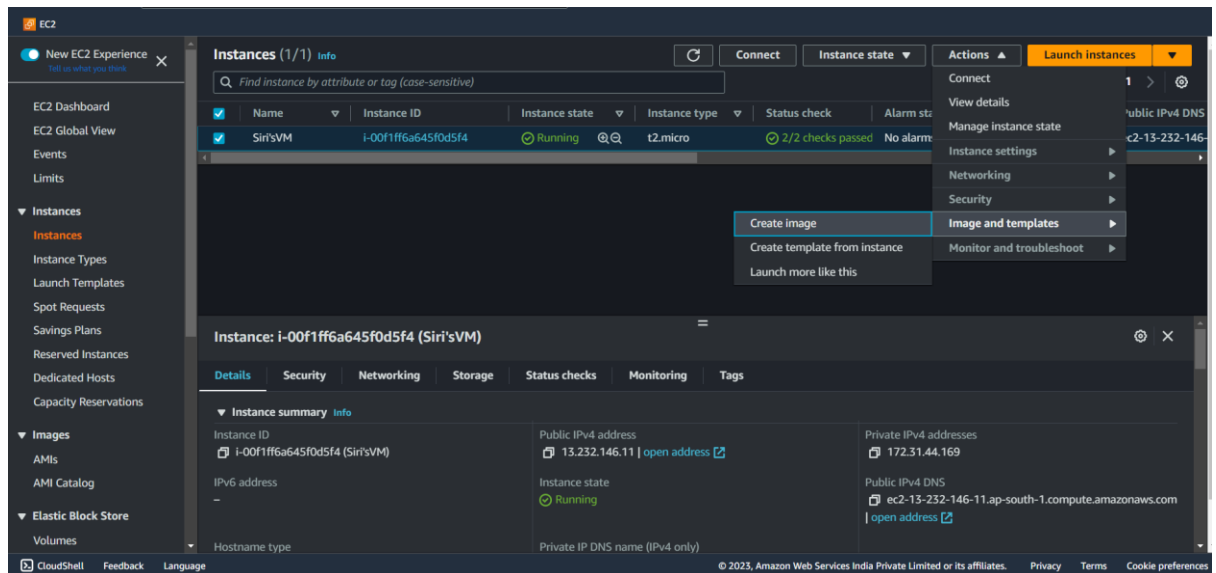 EC2
New EC2 Experience
Tell us what you think
EC2 Dashboard
EC2 Global View
Events
Limits
Instances
Instances
Instance Types
Launch Templates
Spot Requests
Savings Plans
Reserved Instances
Dedicated Hosts
Capacity Reservations
Images
AMIs
AMI Catalog
Elastic Block Store
Volumes
Instances (1/1) Info
Connect Instance state Actions Launch instances
Find instance by attribute or tag (case-sensitive) 1
Name Instance ID Instance state Instance type Status check Alarm sta Public IPv4 DNS
Siri'sVM i-00f1ff6a645f0d5f4 Running t2.micro 2/2 checks passed No alarm ec2-13-232-146-
Connect
View details
Manage instance state
Instance settings
Networking
Security
Image and templates
Monitor and troubleshoot
Create image
Create template from instance
Launch more like this
Instance: i-00f1ff6a645f0d5f4 (Siri'sVM)
Details Security Networking Storage Status checks Monitoring Tags
Instance summary Info
Instance ID Public IPv4 address Private IPv4 addresses
i-00f1ff6a645f0d5f4 (Siri'sVM) 13.232.146.11 | open address 172.31.44.169
IPv6 address Instance state Public IPv4 DNS
– Running ec2-13-232-146-11.ap-south-1.compute.amazonaws.com
| open address
Hostname type Private IP DNS name (IPv4 only)
CloudShell Feedback Language © 2023, Amazon Web Services India Private Limited or its affiliates. Privacy Terms Cookie preferences